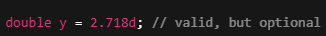 double y = 2.718d; // valid, but optional